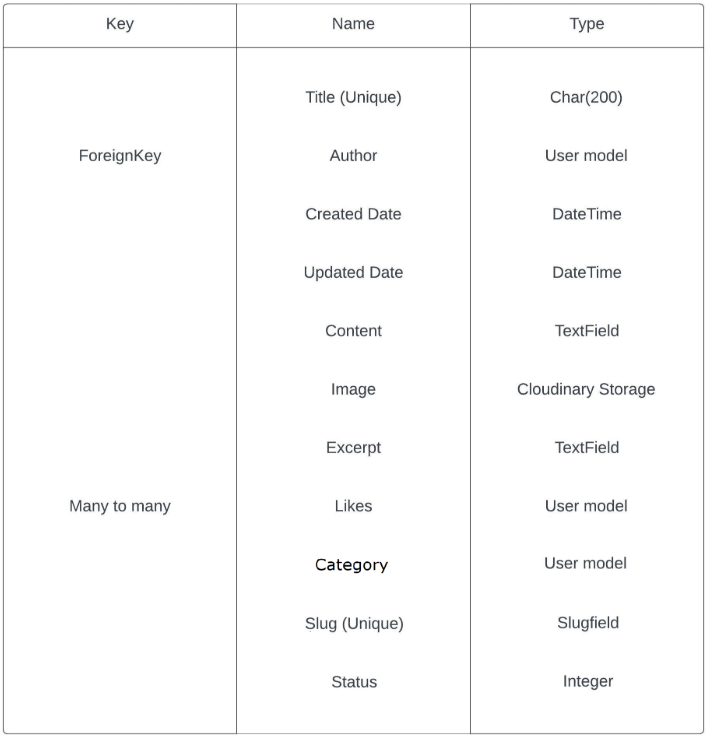 Key Name Type
Title (Unique) Char(200)
ForeignKey Author User model
Created Date DateTime
Updated Date DateTime
Content TextField
Image Cloudinary Storage
Excerpt TextField
Many to many Likes User model
Category User model
Slug (Unique) Slugfield
Status Integer